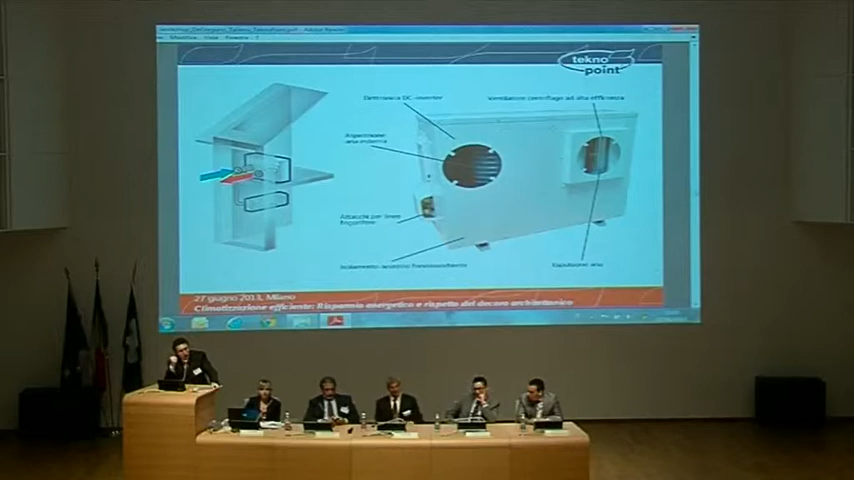 tekno
point
Elettronica DC-inverter
Ventilatore centrifugo ad alta efficienza
Aspirazione
aria esterna
Attacchi per linee
frigorifere
Isolamento acustico fonoassorbente
Espulsione aria
27 giugno 2013, Milano
Climatizzazione efficiente: Risparmio energetico e rispetto del decoro architettonico